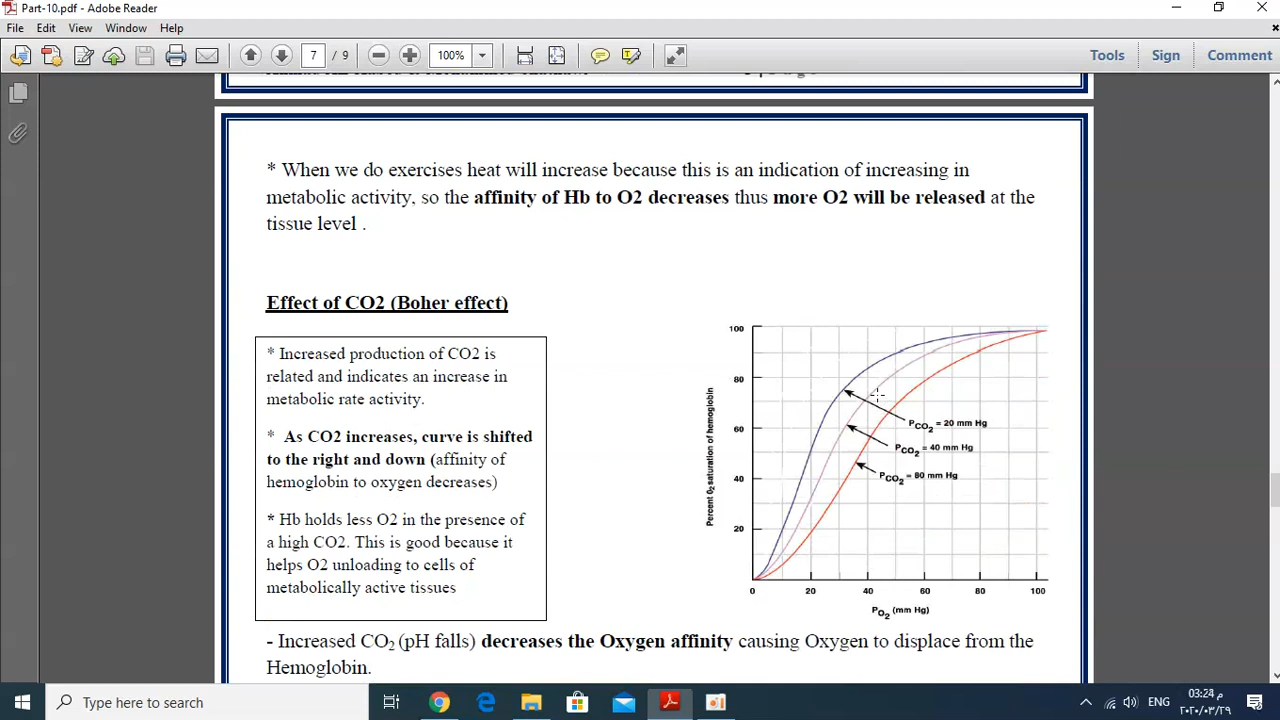 Part-10.pdf - Adobe Reader
File Edit View Window Help
7 / 9 100% Tools Sign Comment
* When we do exercises heat will increase because this is an indication of increasing in
metabolic activity, so the affinity of Hb to O2 decreases thus more O2 will be released at the
tissue level .
Effect of CO2 (Boher effect)
* Increased production of CO2 is
related and indicates an increase in
metabolic rate activity.
* As CO2 increases, curve is shifted
to the right and down (affinity of
hemoglobin to oxygen decreases)
* Hb holds less O2 in the presence of
a high CO2. This is good because it
helps O2 unloading to cells of
metabolically active tissues
Percent O2 saturation of hemoglobin
100
80
60
40
20
PCO2 = 20 mm Hg
PCO2 = 40 mm Hg
PCO2 = 80 mm Hg
0 20 40 60 80 100
PO2 (mm Hg)
- Increased CO2 (pH falls) decreases the Oxygen affinity causing Oxygen to displace from the
Hemoglobin.
Type here to search
ENG
03:24 م
٢٠٢٠/٠٣/٢٩